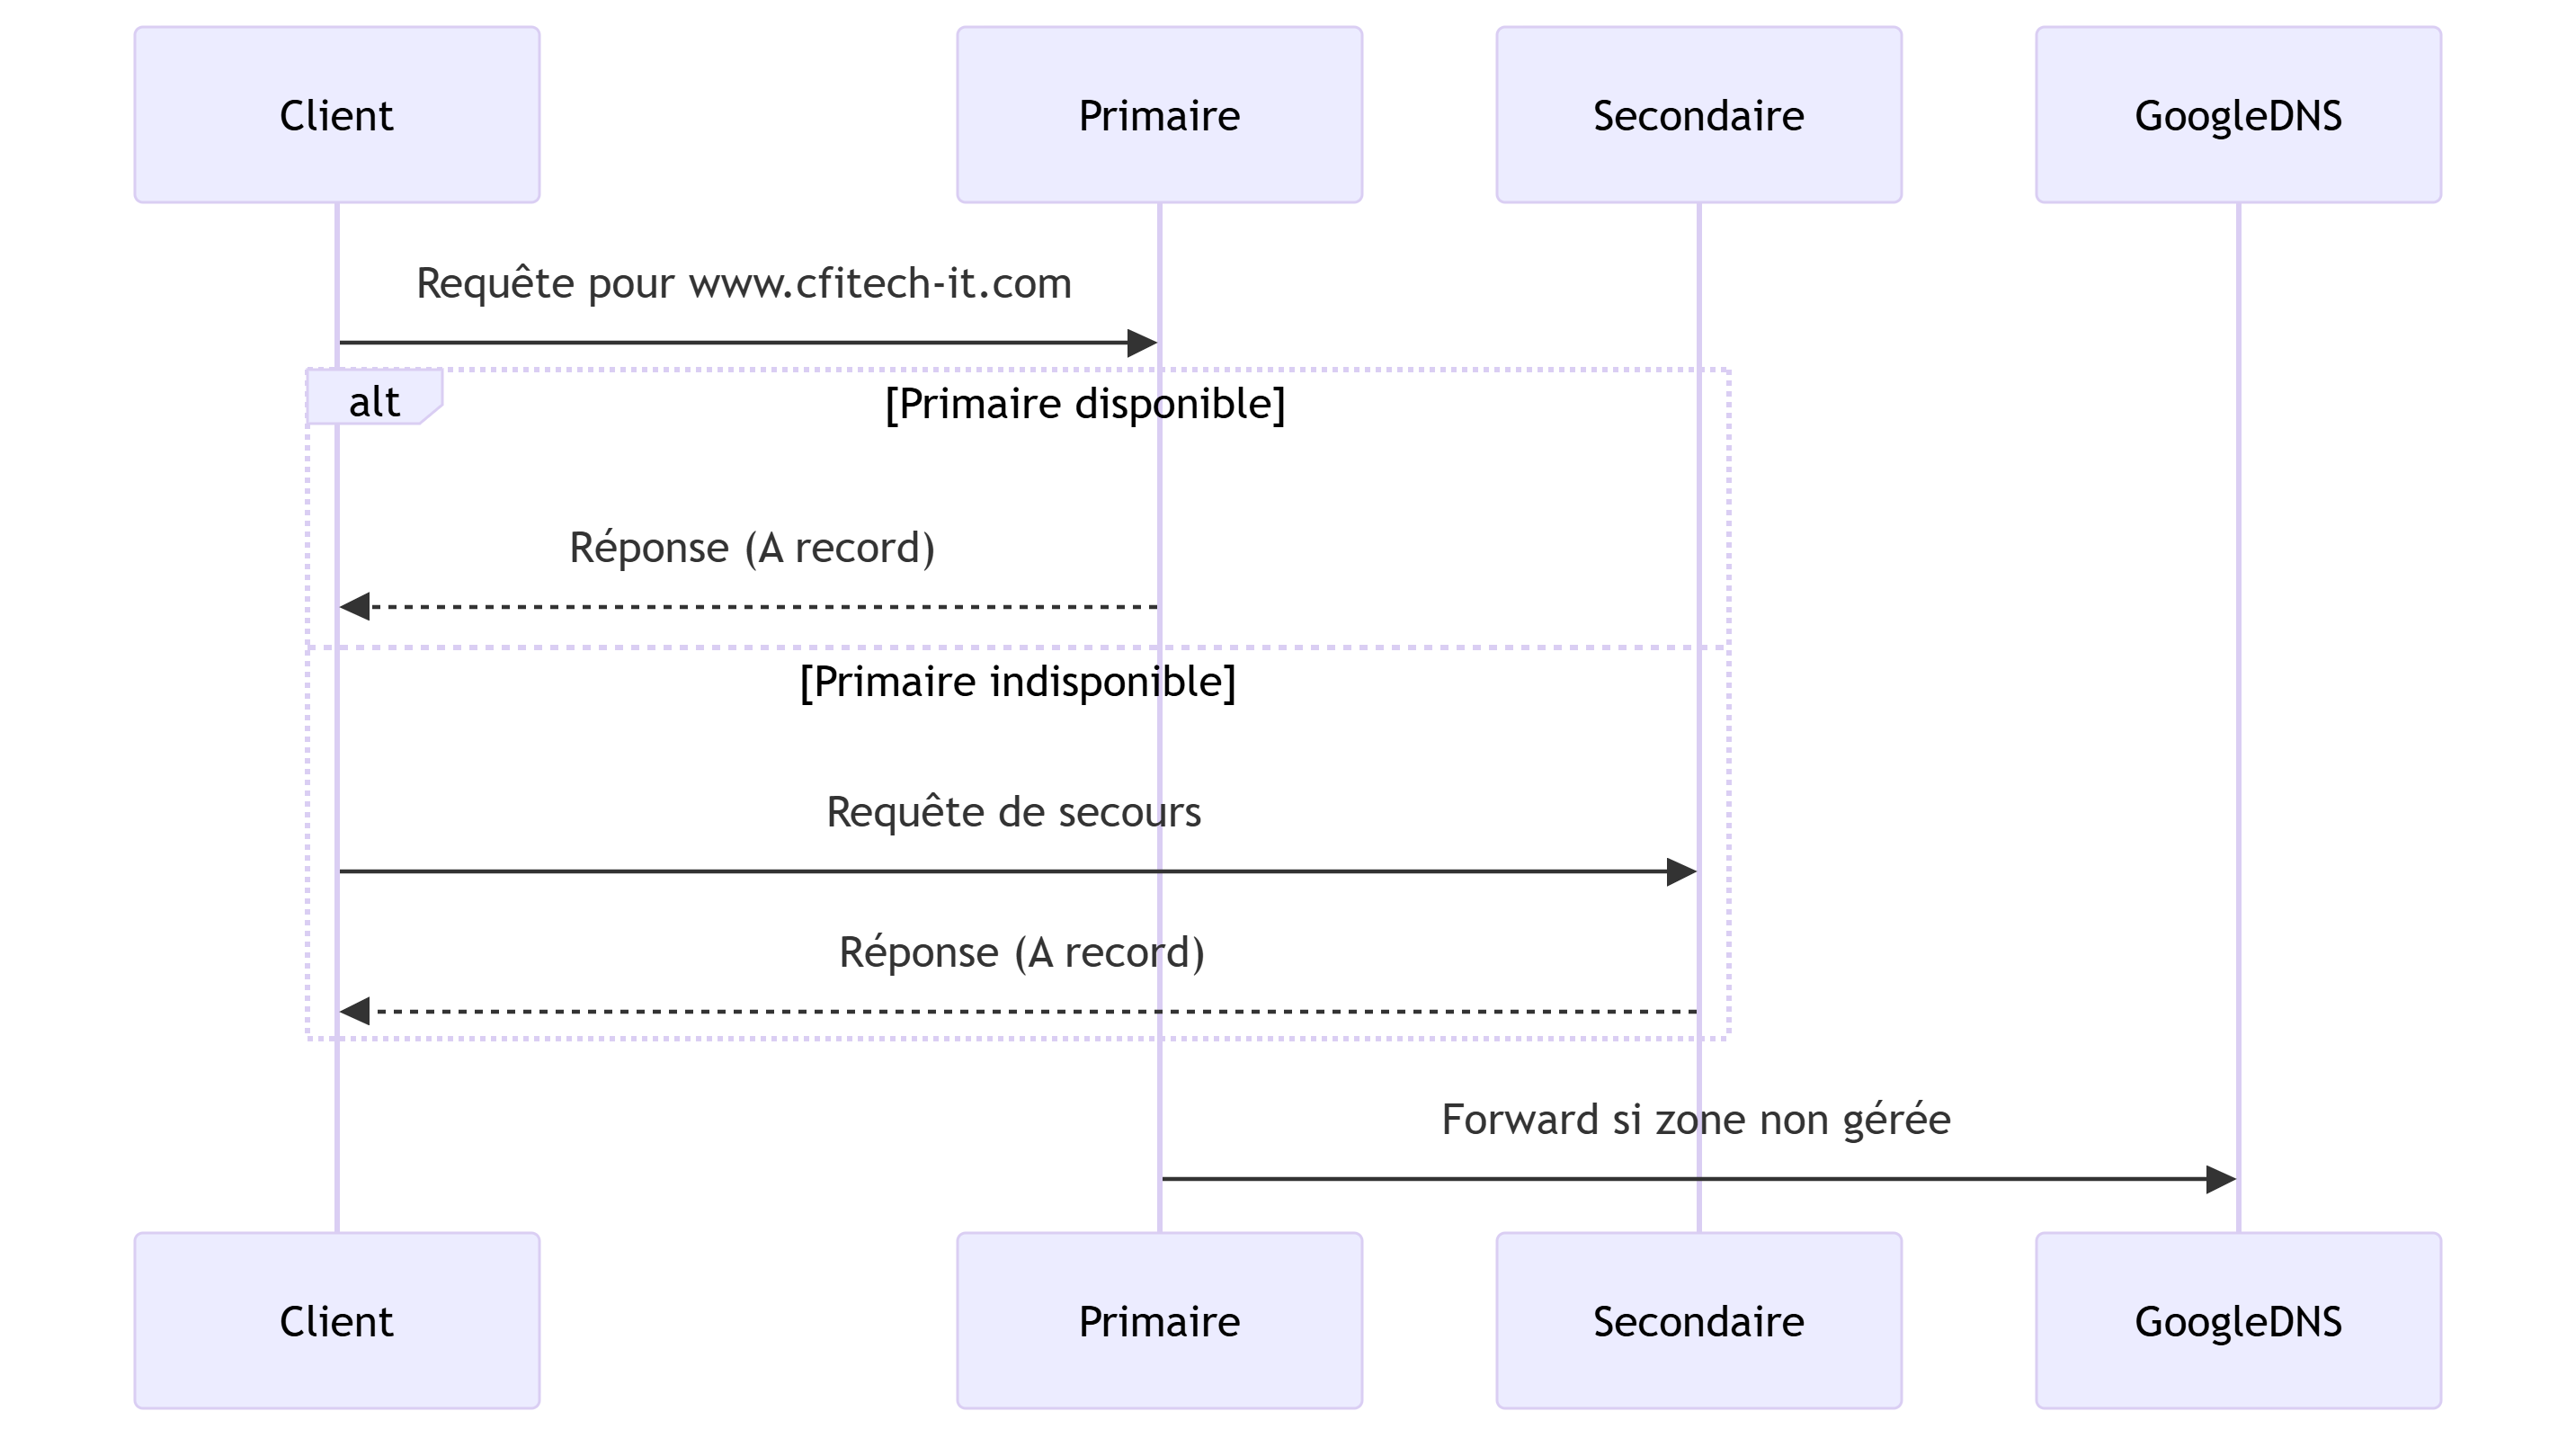 Client
Primaire
Secondaire
GoogleDNS
Requête pour www.cfitech-it.com
alt
[Primaire disponible]
Réponse (A record)
[Primaire indisponible]
Requête de secours
Réponse (A record)
Forward si zone non gérée
Client
Primaire
Secondaire
GoogleDNS